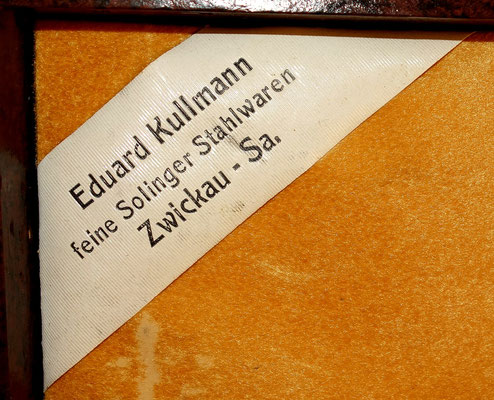 Eduard Kullmann
feine Solinger Stahlwaren
Zwickau - Sa.